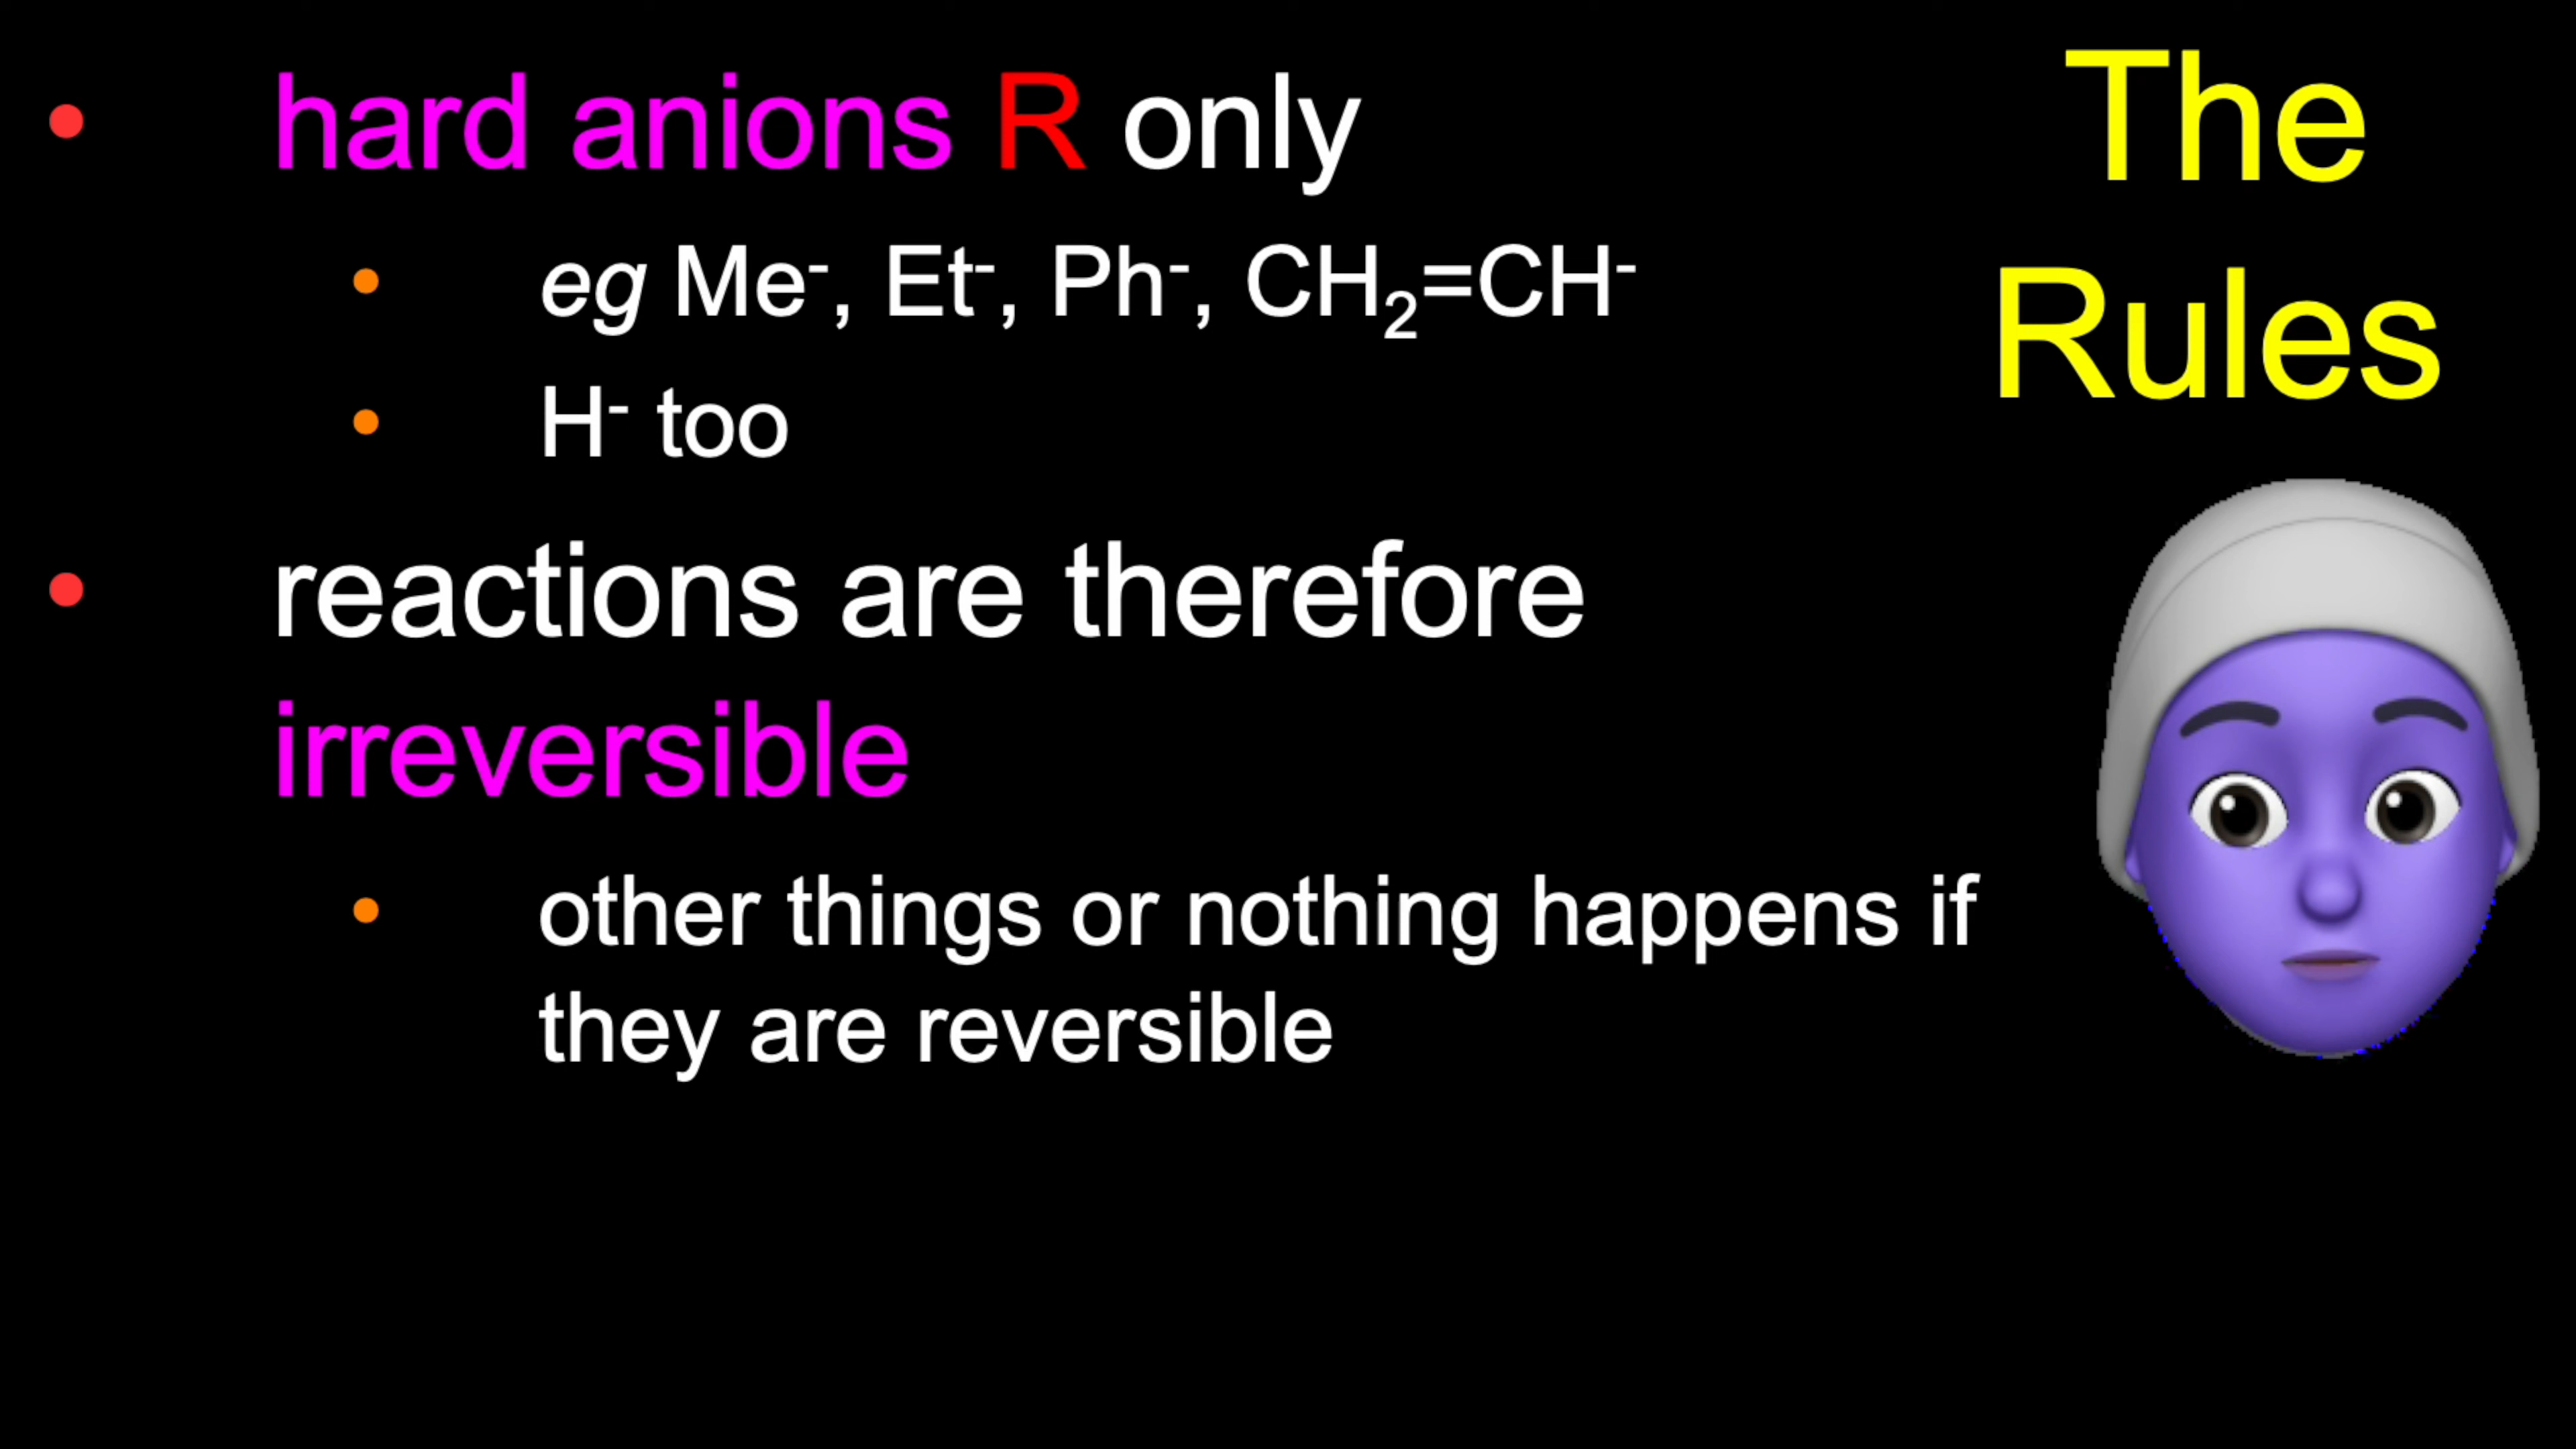 The
Rules
• hard anions R only
• eg Me⁻, Et⁻, Ph⁻, CH₂=CH⁻
• H⁻ too
• reactions are therefore
irreversible
• other things or nothing happens if
they are reversible